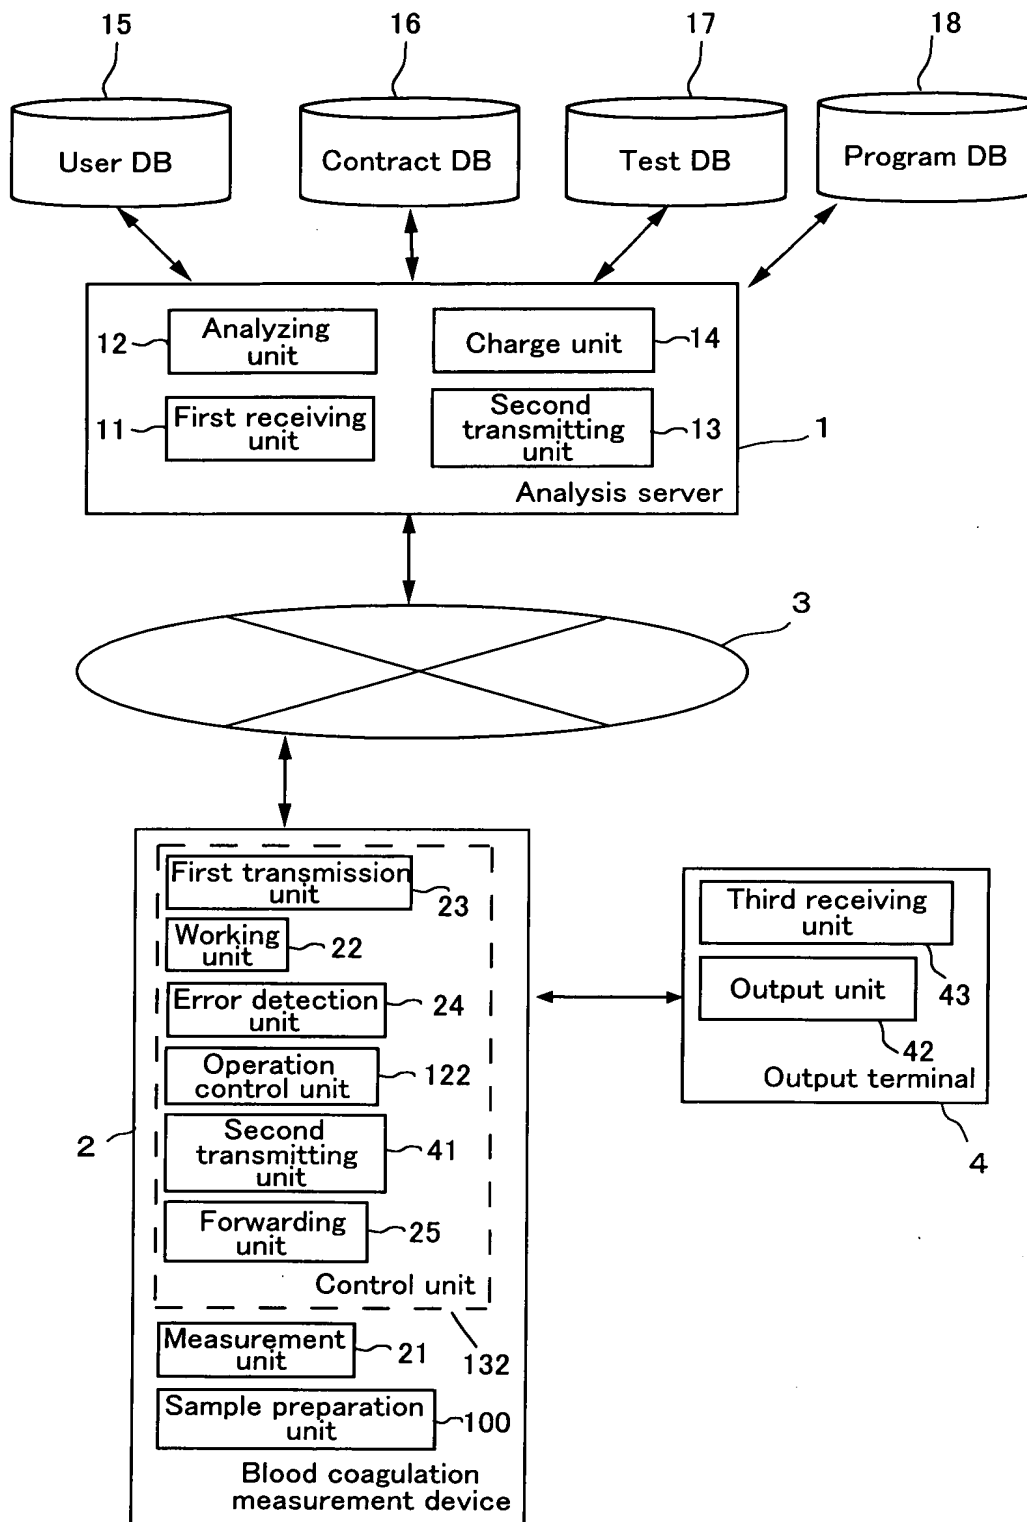 15
16
17
18
User DB
Contract DB
Test DB
Program DB
12
Analyzing
unit
Charge unit
14
11
First receiving
unit
Second
transmitting
unit
13
1
Analysis server
3
First transmission
unit
23
Working
unit
22
Error detection
unit
24
Operation
control unit
122
Second
transmitting
unit
41
Forwarding
unit
25
Control unit
132
2
Measurement
unit
21
Sample preparation
unit
100
Blood coagulation
measurement device
Third receiving
unit
43
Output unit
42
Output terminal
4